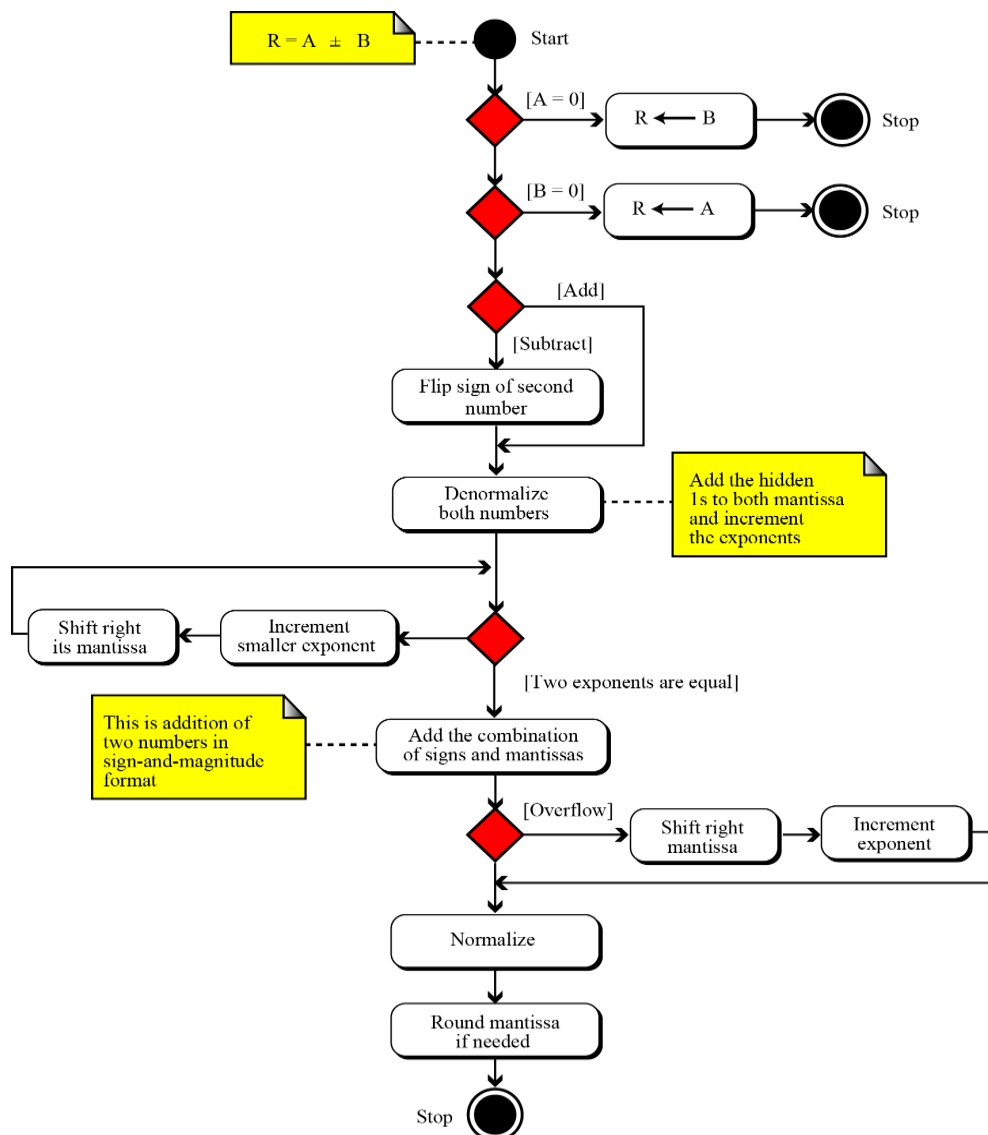 R = A ± B
Start
[A = 0]
R ← B
Stop
[B = 0]
R ← A
Stop
[Add]
[Subtract]
Flip sign of second
number
Denormalize
both numbers
Add the hidden
1s to both mantissa
and increment
the exponents
Shift right
its mantissa
Increment
smaller exponent
[Two exponents are equal]
This is addition of
two numbers in
sign-and-magnitude
format
Add the combination
of signs and mantissas
[Overflow]
Shift right
mantissa
Increment
exponent
Normalize
Round mantissa
if needed
Stop